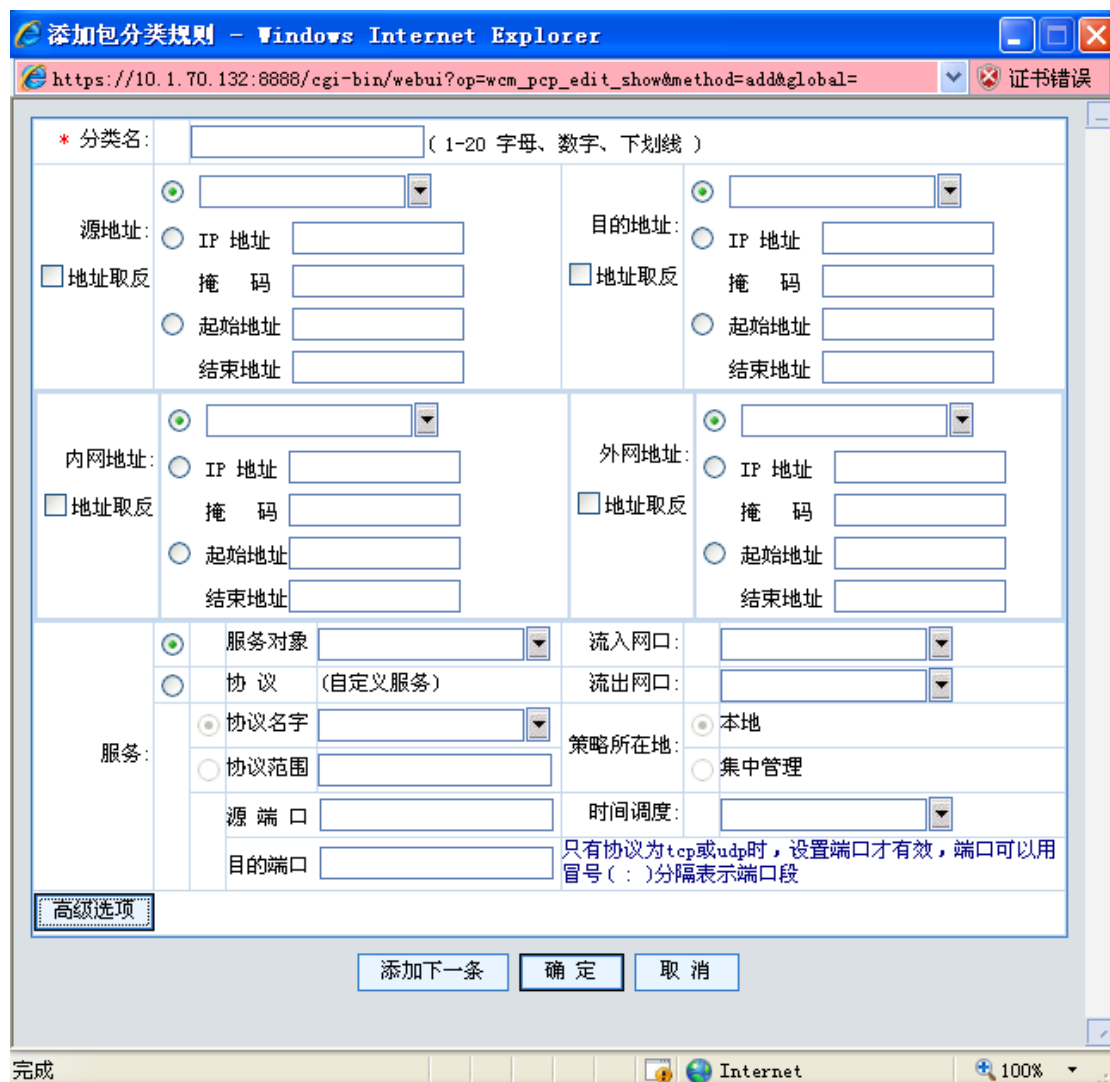 添加包分类规则 - Windows Internet Explorer
https://10.1.70.132:8888/cgi-bin/webui?op=wcm_pcp_edit_show&method=add&global=
证书错误
* 分类名: ( 1-20 字母、数字、下划线 )
源地址:
地址取反
IP 地址
掩 码
起始地址
结束地址
目的地址:
地址取反
IP 地址
掩 码
起始地址
结束地址
内网地址:
地址取反
IP 地址
掩 码
起始地址
结束地址
外网地址:
地址取反
IP 地址
掩 码
起始地址
结束地址
服务:
服务对象
协 议 (自定义服务)
协议名字
协议范围
源 端 口
目的端口
流入网口:
流出网口:
策略所在地:
本地
集中管理
时间调度:
只有协议为tcp或udp时，设置端口才有效，端口可以用
冒号( : )分隔表示端口段
高级选项
添加下一条 确 定 取 消
完成 Internet 100%